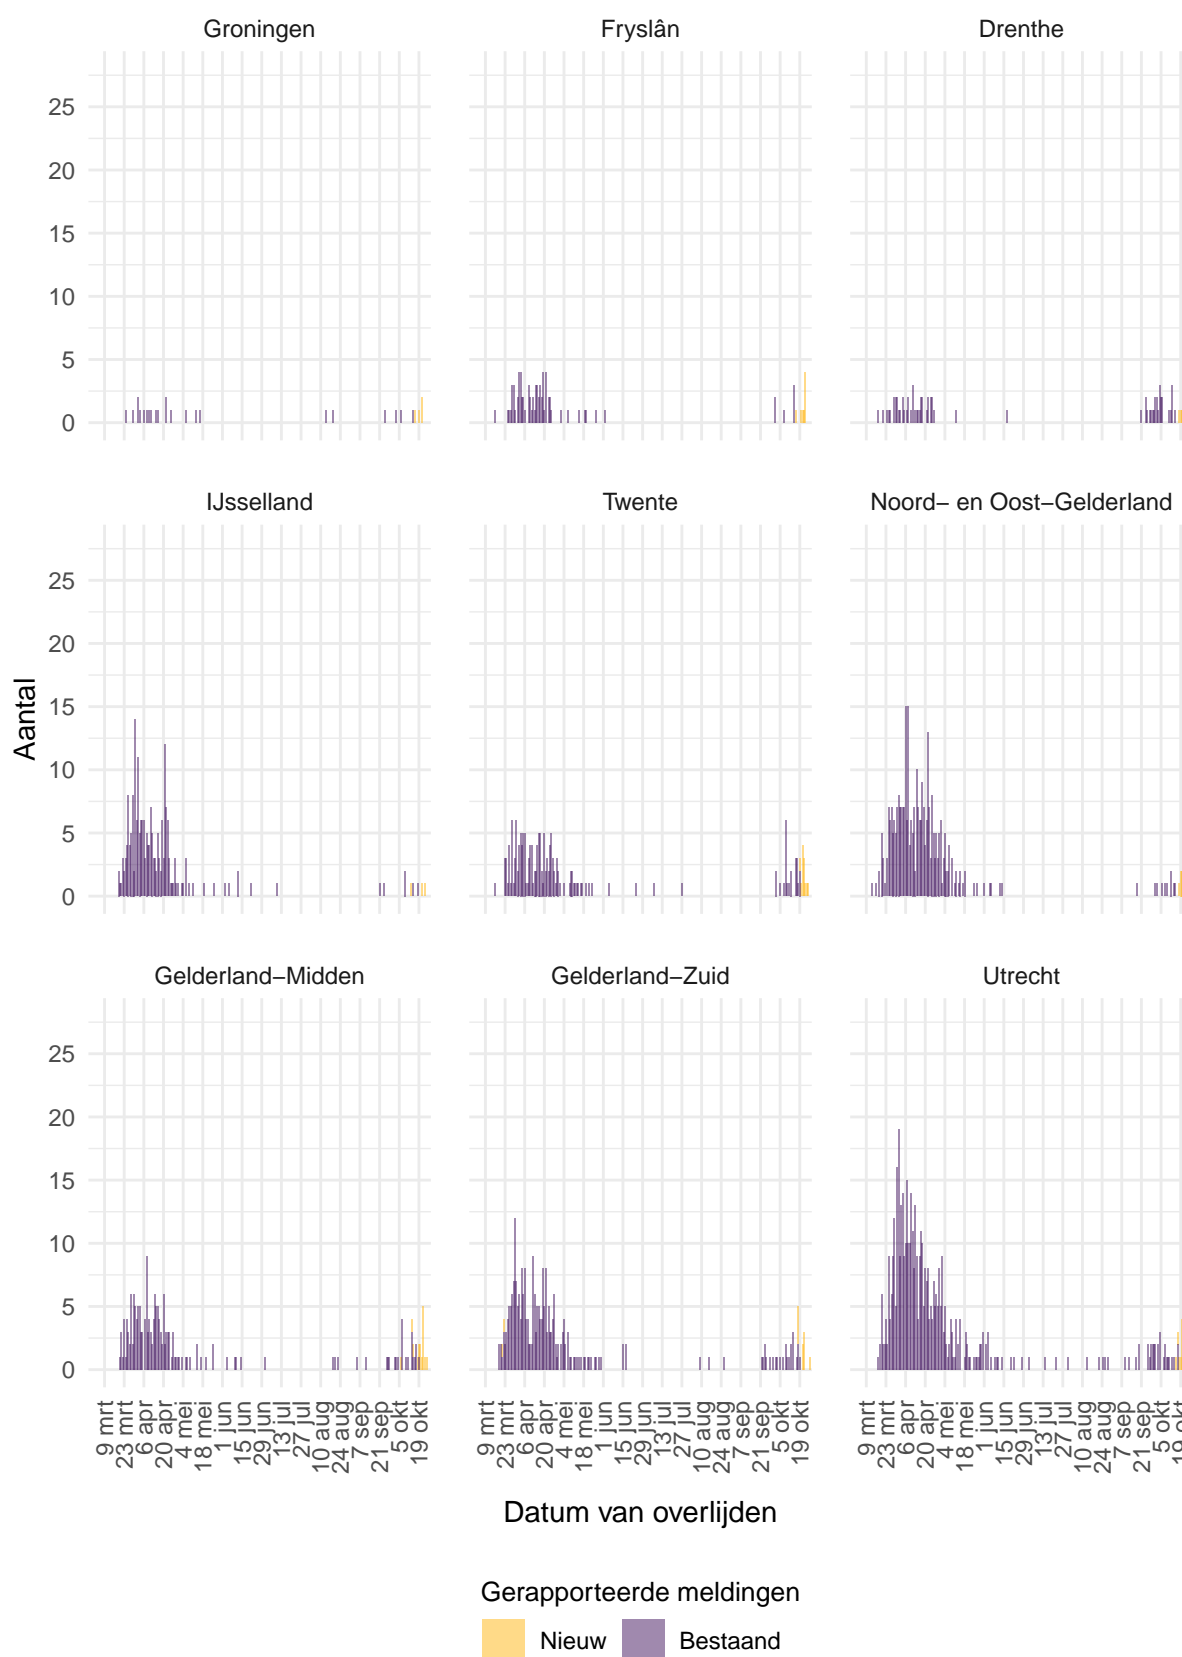 Groningen Fryslân Drenthe
25
20
15
10
5
0
IJsselland Twente Noord− en Oost−Gelderland
25
20
15
10
5
0
Aantal
Gelderland−Midden Gelderland−Zuid Utrecht
25
20
15
10
5
0
9 mrt 23 mrt 6 apr 20 apr 4 mei 18 mei 1 jun 15 jun 29 jun 13 jul 27 jul 10 aug 24 aug 7 sep 21 sep 5 okt 19 okt
9 mrt 23 mrt 6 apr 20 apr 4 mei 18 mei 1 jun 15 jun 29 jun 13 jul 27 jul 10 aug 24 aug 7 sep 21 sep 5 okt 19 okt
9 mrt 23 mrt 6 apr 20 apr 4 mei 18 mei 1 jun 15 jun 29 jun 13 jul 27 jul 10 aug 24 aug 7 sep 21 sep 5 okt 19 okt
Datum van overlijden
Gerapporteerde meldingen
Nieuw Bestaand